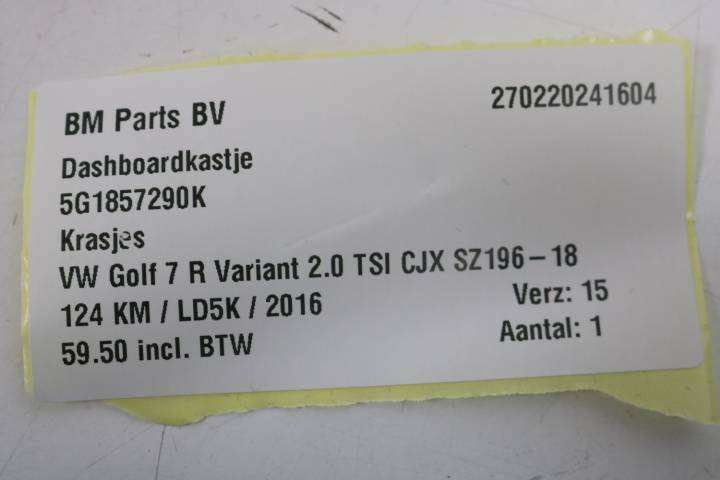 BM Parts BV
270220241604
Dashboardkastje
5G1857290K
Krasjes
VW Golf 7 R Variant 2.0 TSI CJX SZ196-18
124 KM / LD5K / 2016
Verz: 15
59.50 incl. BTW
Aantal: 1